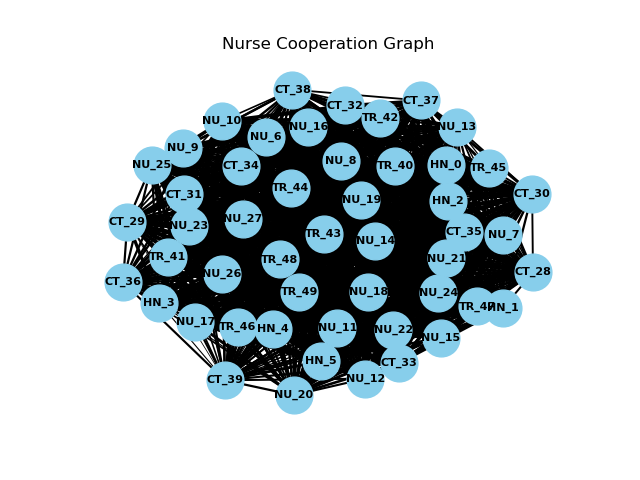 Nurse Cooperation Graph
CT_38
CT_37
CT_32
TR_42
NU_10
NU_16
NU_13
NU_6
NU_9
NU_8
NU_25
CT_34
TR_40
HN_0
TR_45
TR_44
CT_31
CT_30
NU_19
HN_2
NU_27
CT_29
NU_23
CT_35
TR_43
NU_7
NU_14
TR_41
TR_48
NU_21
NU_26
CT_28
CT_36
TR_49
NU_18
NU_24
HN_3
TR_47
HN_1
NU_17
TR_46
HN_4
NU_11
NU_22
NU_15
HN_5
CT_33
CT_39
NU_12
NU_20